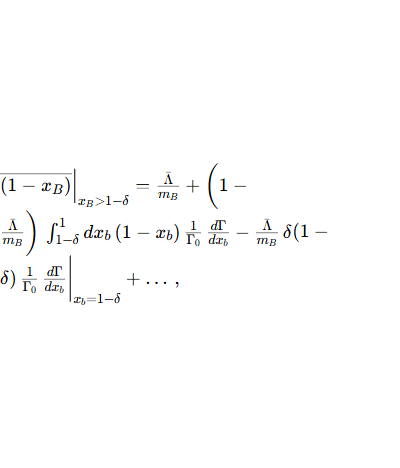 $\overline{(1 - x_B)}\Big|_{x_B > 1-\delta} = \frac{\bar{\Lambda}}{m_B} + \Big(1 -$
$\frac{\bar{\Lambda}}{m_B}\Big) \int_{1-\delta}^{1} dx_b\, (1 - x_b)\, \frac{1}{\Gamma_0}\, \frac{d\Gamma}{dx_b} - \frac{\bar{\Lambda}}{m_B}\, \delta(1 -$
$\delta)\, \frac{1}{\Gamma_0}\, \frac{d\Gamma}{dx_b}\Big|_{x_b = 1-\delta} + \ldots\, ,$